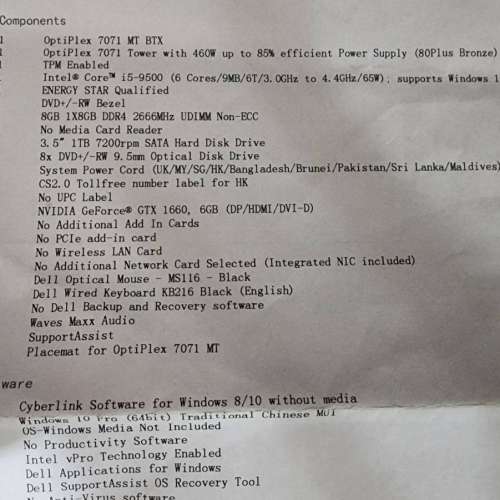 Components
1 OptiPlex 7071 MT BTX
1 OptiPlex 7071 Tower with 460W up to 85% efficient Power Supply (80Plus Bronze)
1 TPM Enabled
Intel® Core™ i5-9500 (6 Cores/9MB/6T/3.0GHz to 4.4GHz/65W); supports Windows 1
ENERGY STAR Qualified
DVD+/-RW Bezel
8GB 1X8GB DDR4 2666MHz UDIMM Non-ECC
No Media Card Reader
3.5" 1TB 7200rpm SATA Hard Disk Drive
8x DVD+/-RW 9.5mm Optical Disk Drive
System Power Cord (UK/MY/SG/HK/Bangladesh/Brunei/Pakistan/Sri Lanka/Maldives)
CS2.0 Tollfree number label for HK
No UPC Label
NVIDIA GeForce® GTX 1660, 6GB (DP/HDMI/DVI-D)
No Additional Add In Cards
No PCIe add-in card
No Wireless LAN Card
No Additional Network Card Selected (Integrated NIC included)
Dell Optical Mouse - MS116 - Black
Dell Wired Keyboard KB216 Black (English)
No Dell Backup and Recovery software
Waves Maxx Audio
SupportAssist
Placemat for OptiPlex 7071 MT
ware
Cyberlink Software for Windows 8/10 without media
Windows 10 Pro (64bit) Traditional Chinese MUI
OS-Windows Media Not Included
No Productivity Software
Intel vPro Technology Enabled
Dell Applications for Windows
Dell SupportAssist OS Recovery Tool
No Anti-Virus software